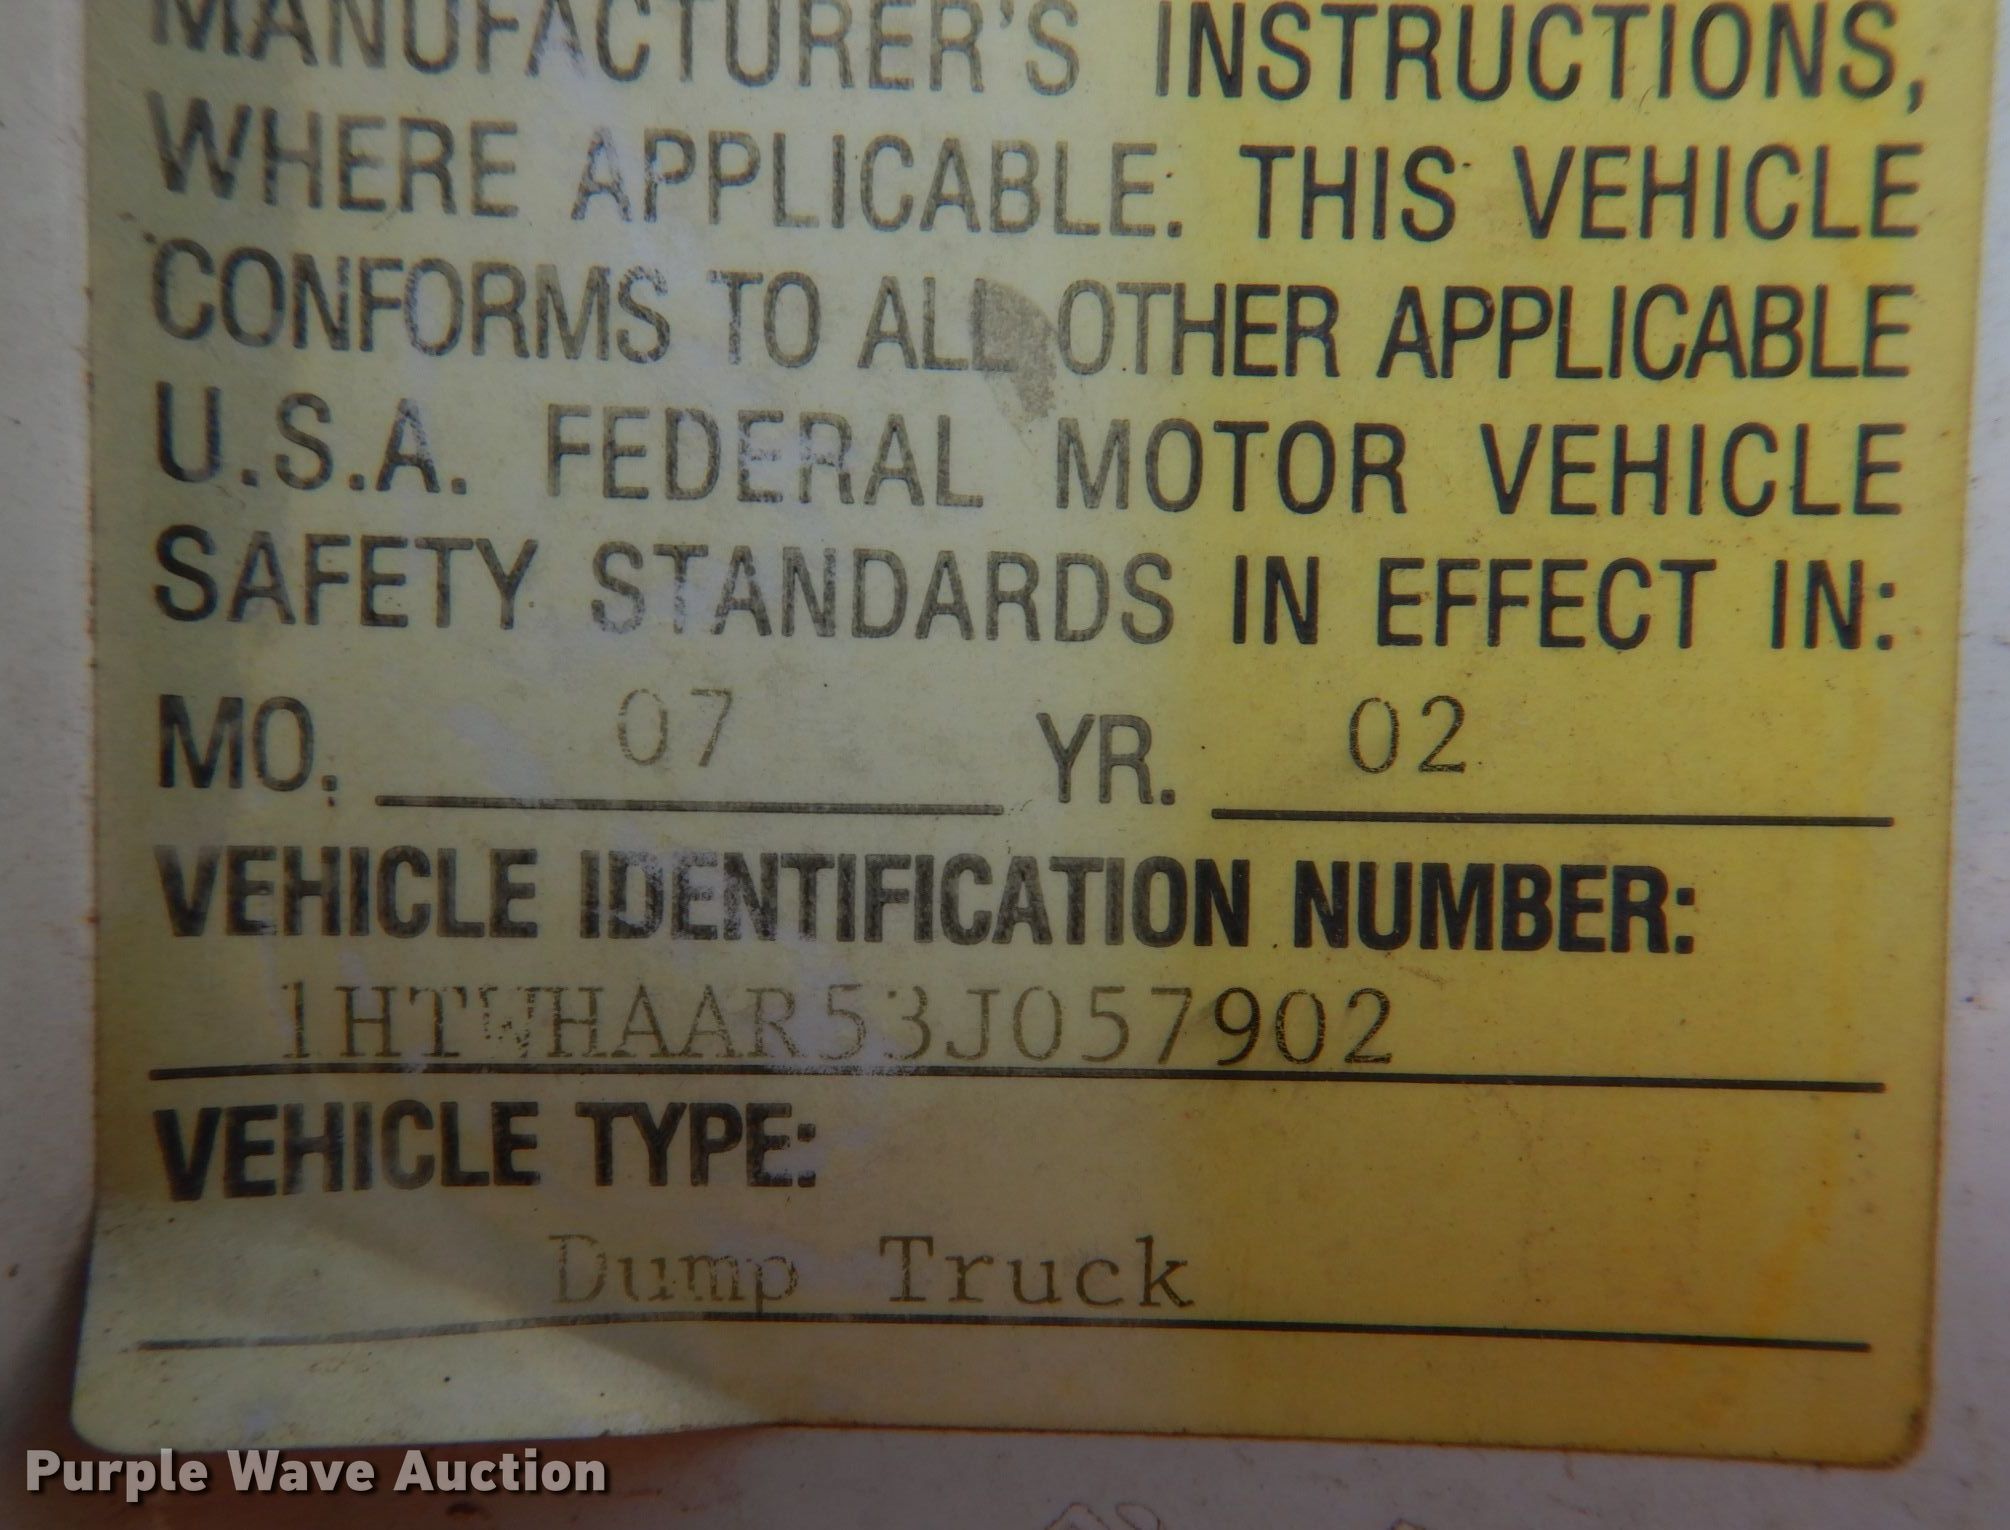 MANUFACTURER'S INSTRUCTIONS,
WHERE APPLICABLE. THIS VEHICLE
CONFORMS TO ALL OTHER APPLICABLE
U.S.A. FEDERAL MOTOR VEHICLE
SAFETY STANDARDS IN EFFECT IN:
MO. 07 YR. 02
VEHICLE IDENTIFICATION NUMBER:
1HTWHAAR53J057902
VEHICLE TYPE:
Dump Truck
Purple Wave Auction